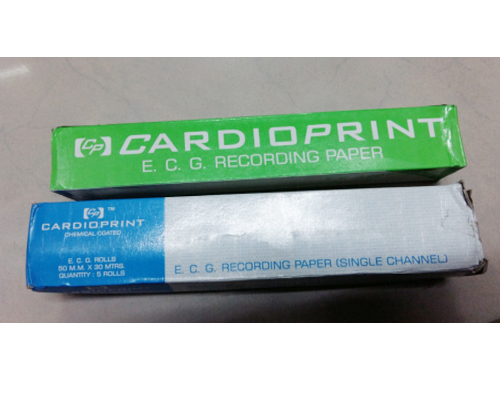 CP CARDIOPRINT
E. C. G. RECORDING PAPER
CP ™
CARDIOPRINT
CHEMICAL COATED
E. C. G. ROLLS
50 M.M. X 30 MTRS.
QUANTITY : 5 ROLLS
E. C. G. RECORDING PAPER (SINGLE CHANNEL)